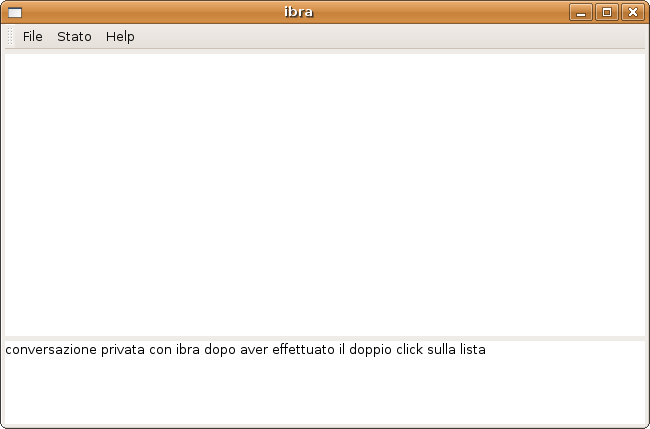 ibra
File Stato Help
conversazione privata con ibra dopo aver effettuato il doppio click sulla lista